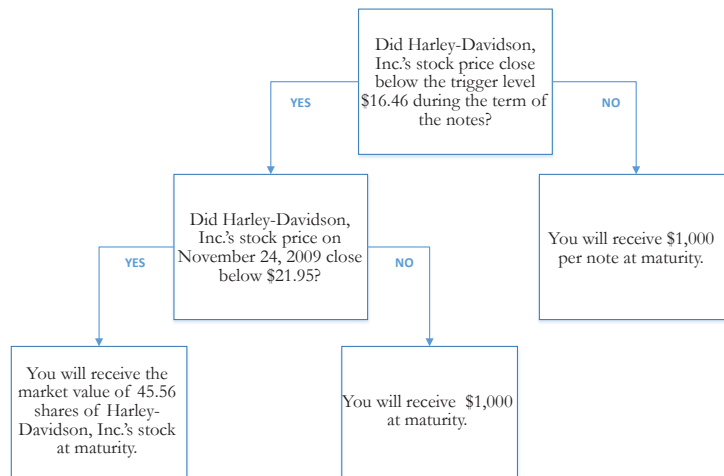 Did Harley-Davidson,
Inc.'s stock price close
below the trigger level
$16.46 during the term of
the notes?
YES
NO
Did Harley-Davidson,
Inc.'s stock price on
November 24, 2009 close
below $21.95?
You will receive $1,000
per note at maturity.
YES
NO
You will receive the
market value of 45.56
shares of Harley-
Davidson, Inc.'s stock
at maturity.
You will receive $1,000
at maturity.